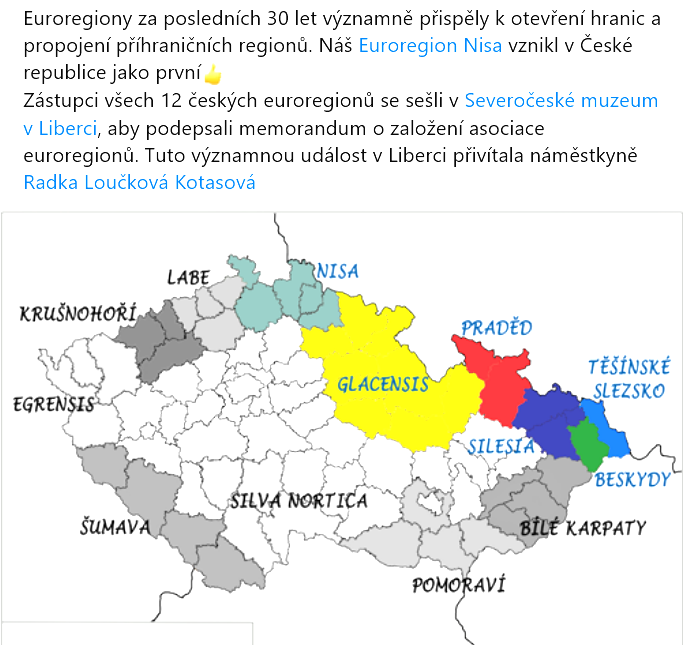 Euroregiony za posledních 30 let významně přispěly k otevření hranic a
propojení příhraničních regionů. Náš Euroregion Nisa vznikl v České
republice jako první👍
Zástupci všech 12 českých euroregionů se sešli v Severočeské muzeum
v Liberci, aby podepsali memorandum o založení asociace
euroregionů. Tuto významnou událost v Liberci přivítala náměstkyně
Radka Loučková Kotasová
NISA
LABE
KRUŠNOHOŘÍ
PRADĚD
TĚŠÍNSKÉ
SLEZSKO
GLACENSIS
EGRENSIS
SILESIA
BESKYDY
SILVA NORTICA
ŠUMAVA
BÍLÉ KARPATY
POMORAVÍ